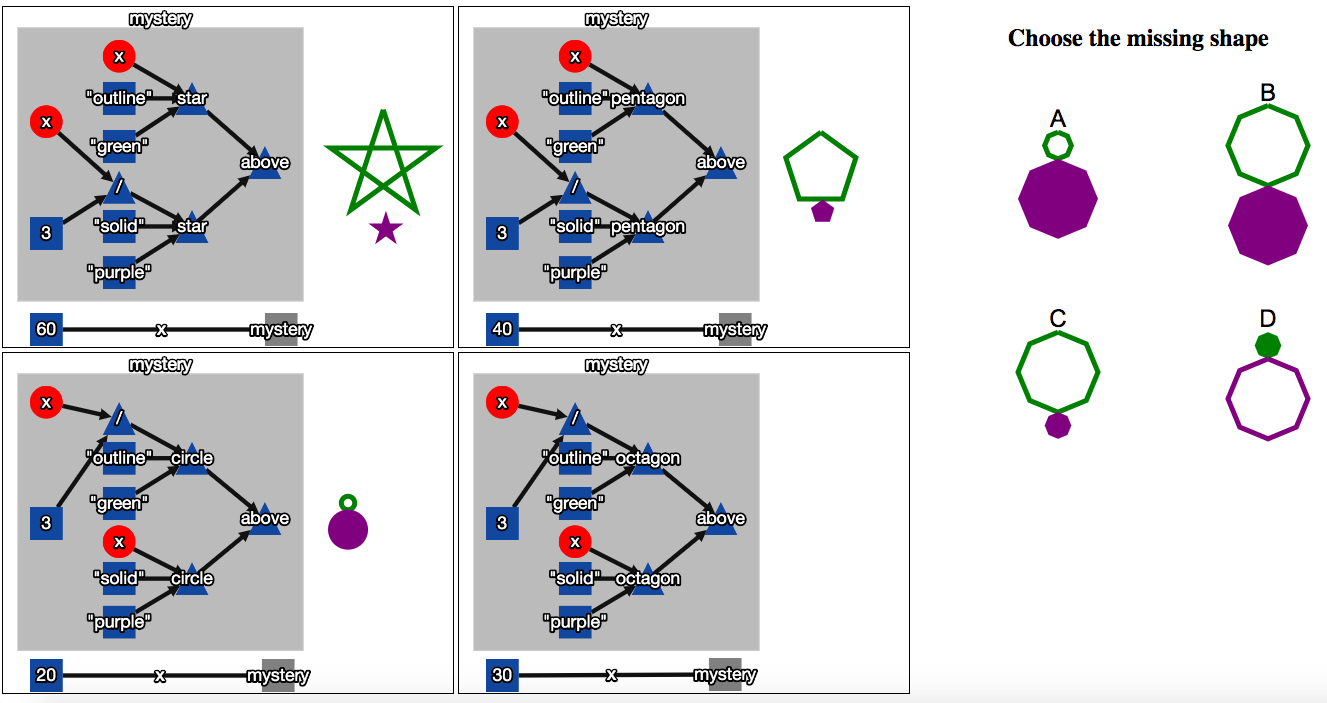 mystery
x
"outline" star
x
"green"
above
/
"solid" star
3
"purple"
60 x mystery
mystery
x
"outline" pentagon
x
"green"
above
/
"solid" pentagon
3
"purple"
40 x mystery
mystery
x
/
"outline" circle
"green"
3
above
x
"solid" circle
"purple"
20 x mystery
mystery
x
/
"outline" octagon
"green"
3
above
x
"solid" octagon
"purple"
30 x mystery
Choose the missing shape
A
B
C
D